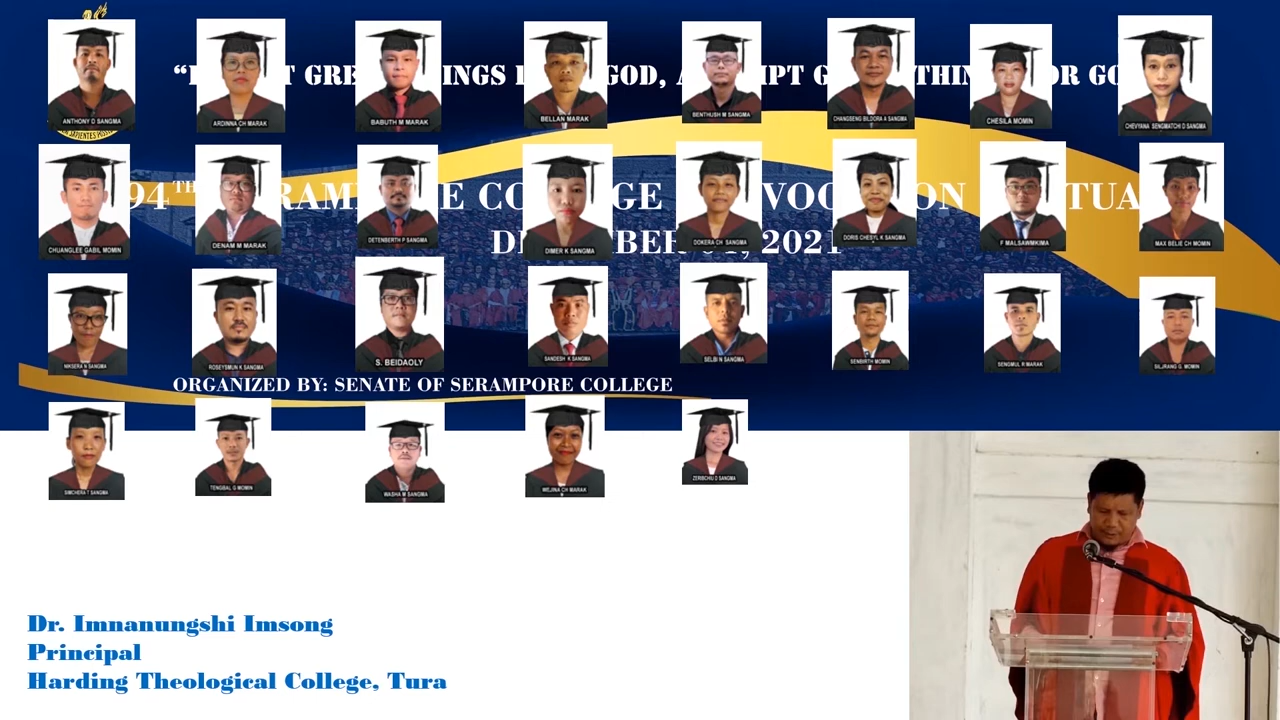 ANTHONY D SANGMA
ARDINNA CH MARAK
BABUTH M MARAK
BELLAN MARAK
BENTHUSH M SANGMA
CHANGBENG BILDORA A SANGMA
CHESILA MOMIN
CHEVYANA SENGMATCHI D SANGMA
94TH
CHUANGLEE GABIL MOMIN
DENAM M MARAK
DETENBERTH P SANGMA
DIMER K SANGMA
DOKERA CH SANGMA
DORIS CHESYL K SANGMA
F MALSAWMKIMA
MAX BELIE CH MOMIN
2021
NIKSERA N SANGMA
ROSEYSMUN K SANGMA
S. BEIDAOLY
SANDESH K SANGMA
SELBI N SANGMA
SENBIRTH MOMIN
SENGMUL R MARAK
SILJRANG G MOMIN
ORGANIZED BY: SENATE OF SERAMPORE COLLEGE
SIMCHERA T SANGMA
TENGBAL G MOMIN
WASHA M SANGMA
WEJINA CH MARAK
ZERISCHIU D SANGMA
Dr. Imnanungshi Imsong
Principal
Harding Theological College, Tura